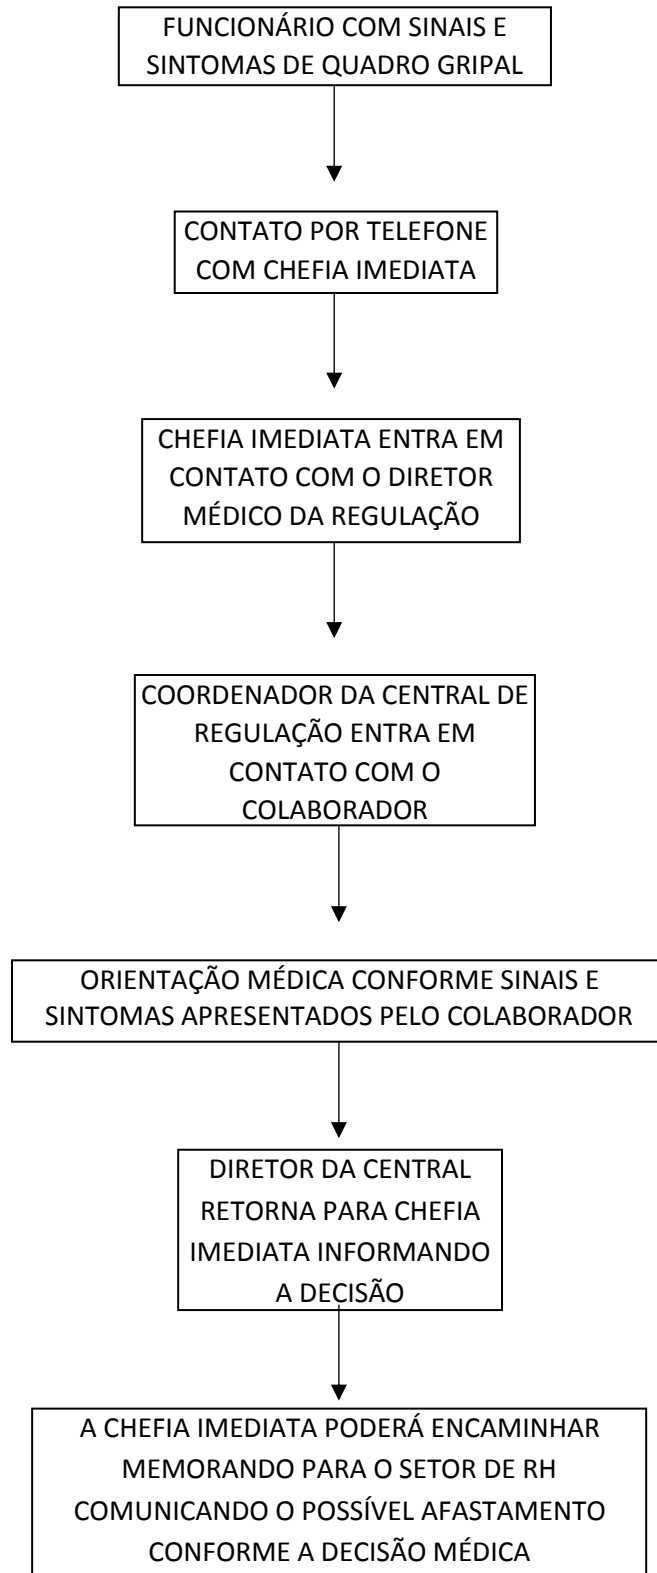 FUNCIONÁRIO COM SINAIS E
SINTOMAS DE QUADRO GRIPAL
CONTATO POR TELEFONE
COM CHEFIA IMEDIATA
CHEFIA IMEDIATA ENTRA EM
CONTATO COM O DIRETOR
MÉDICO DA REGULAÇÃO
COORDENADOR DA CENTRAL DE
REGULAÇÃO ENTRA EM
CONTATO COM O
COLABORADOR
ORIENTAÇÃO MÉDICA CONFORME SINAIS E
SINTOMAS APRESENTADOS PELO COLABORADOR
DIRETOR DA CENTRAL
RETORNA PARA CHEFIA
IMEDIATA INFORMANDO
A DECISÃO
A CHEFIA IMEDIATA PODERÁ ENCAMINHAR
MEMORANDO PARA O SETOR DE RH
COMUNICANDO O POSSÍVEL AFASTAMENTO
CONFORME A DECISÃO MÉDICA